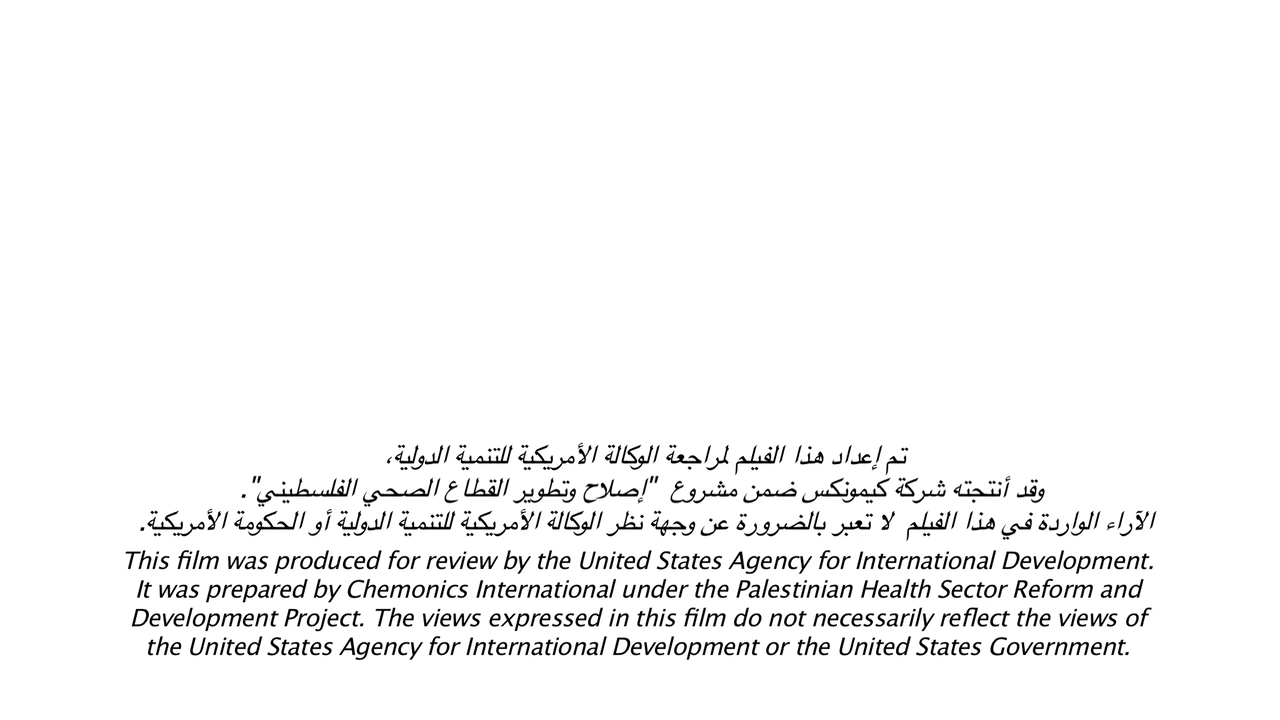 تم إعداد هذا الفيلم لمراجعة الوكالة الأمريكية للتنمية الدولية،
وقد أنتجته شركة كيمونكس ضمن مشروع "إصلاح وتطوير القطاع الصحي الفلسطيني".
الآراء الواردة في هذا الفيلم لا تعبر بالضرورة عن وجهة نظر الوكالة الأمريكية للتنمية الدولية أو الحكومة الأمريكية.
This film was produced for review by the United States Agency for International Development.
It was prepared by Chemonics International under the Palestinian Health Sector Reform and
Development Project. The views expressed in this film do not necessarily reflect the views of
the United States Agency for International Development or the United States Government.